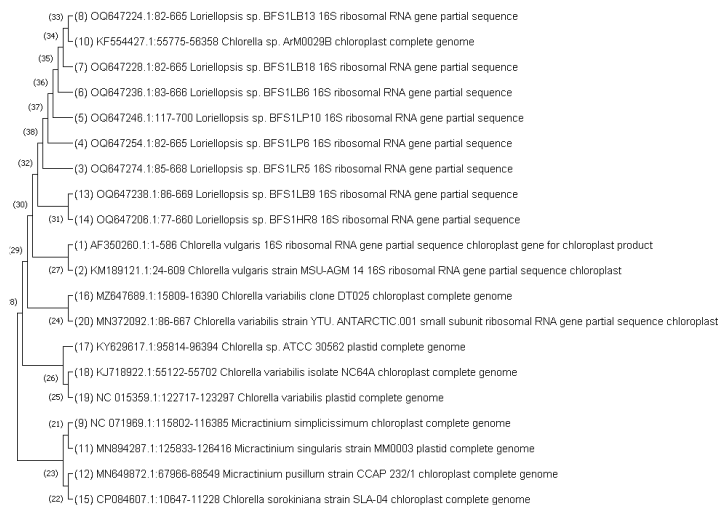 (33) (8) OQ647224.1:82-665 Loriellopsis sp. BFS1LB13 16S ribosomal RNA gene partial sequence
(34)
(10) KF554427.1:55775-56358 Chlorella sp. ArM0029B chloroplast complete genome
(35)
(7) OQ647228.1:82-665 Loriellopsis sp. BFS1LB18 16S ribosomal RNA gene partial sequence
(36)
(6) OQ647236.1:83-666 Loriellopsis sp. BFS1LB6 16S ribosomal RNA gene partial sequence
(37)
(5) OQ647246.1:117-700 Loriellopsis sp. BFS1LP10 16S ribosomal RNA gene partial sequence
(38)
(4) OQ647254.1:82-665 Loriellopsis sp. BFS1LP6 16S ribosomal RNA gene partial sequence
(32)
(3) OQ647274.1:85-668 Loriellopsis sp. BFS1LR5 16S ribosomal RNA gene partial sequence
(13) OQ647238.1:86-669 Loriellopsis sp. BFS1LB9 16S ribosomal RNA gene partial sequence
(30)
(31) (14) OQ647206.1:77-660 Loriellopsis sp. BFS1HR8 16S ribosomal RNA gene partial sequence
(1) AF350260.1:1-586 Chlorella vulgaris 16S ribosomal RNA gene partial sequence chloroplast gene for chloroplast product
29)
(27) (2) KM189121.1:24-609 Chlorella vulgaris strain MSU-AGM 14 16S ribosomal RNA gene partial sequence chloroplast
(16) MZ647689.1:15809-16390 Chlorella variabilis clone DT025 chloroplast complete genome
8)
(24) (20) MN372092.1:86-667 Chlorella variabilis strain YTU. ANTARCTIC.001 small subunit ribosomal RNA gene partial sequence chloroplast
(17) KY629617.1:95814-96394 Chlorella sp. ATCC 30562 plastid complete genome
(26) (18) KJ718922.1:55122-55702 Chlorella variabilis isolate NC64A chloroplast complete genome
(25) (19) NC 015359.1:122717-123297 Chlorella variabilis plastid complete genome
(21) (9) NC 071969.1:115802-116385 Micractinium simplicissimum chloroplast complete genome
(11) MN894287.1:125833-126416 Micractinium singularis strain MM0003 plastid complete genome
(23) (12) MN649872.1:67966-68549 Micractinium pusillum strain CCAP 232/1 chloroplast complete genome
(22) (15) CP084607.1:10647-11228 Chlorella sorokiniana strain SLA-04 chloroplast complete genome